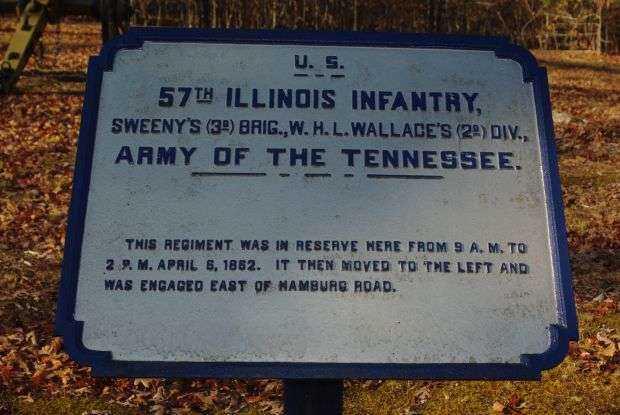 U. S.
57TH ILLINOIS INFANTRY,
SWEENY'S (3D) BRIG., W. H. L. WALLACE'S (2D) DIV.,
ARMY OF THE TENNESSEE.
THIS REGIMENT WAS IN RESERVE HERE FROM 9 A. M. TO
2 P. M. APRIL 6, 1862. IT THEN MOVED TO THE LEFT AND
WAS ENGAGED EAST OF HAMBURG ROAD.